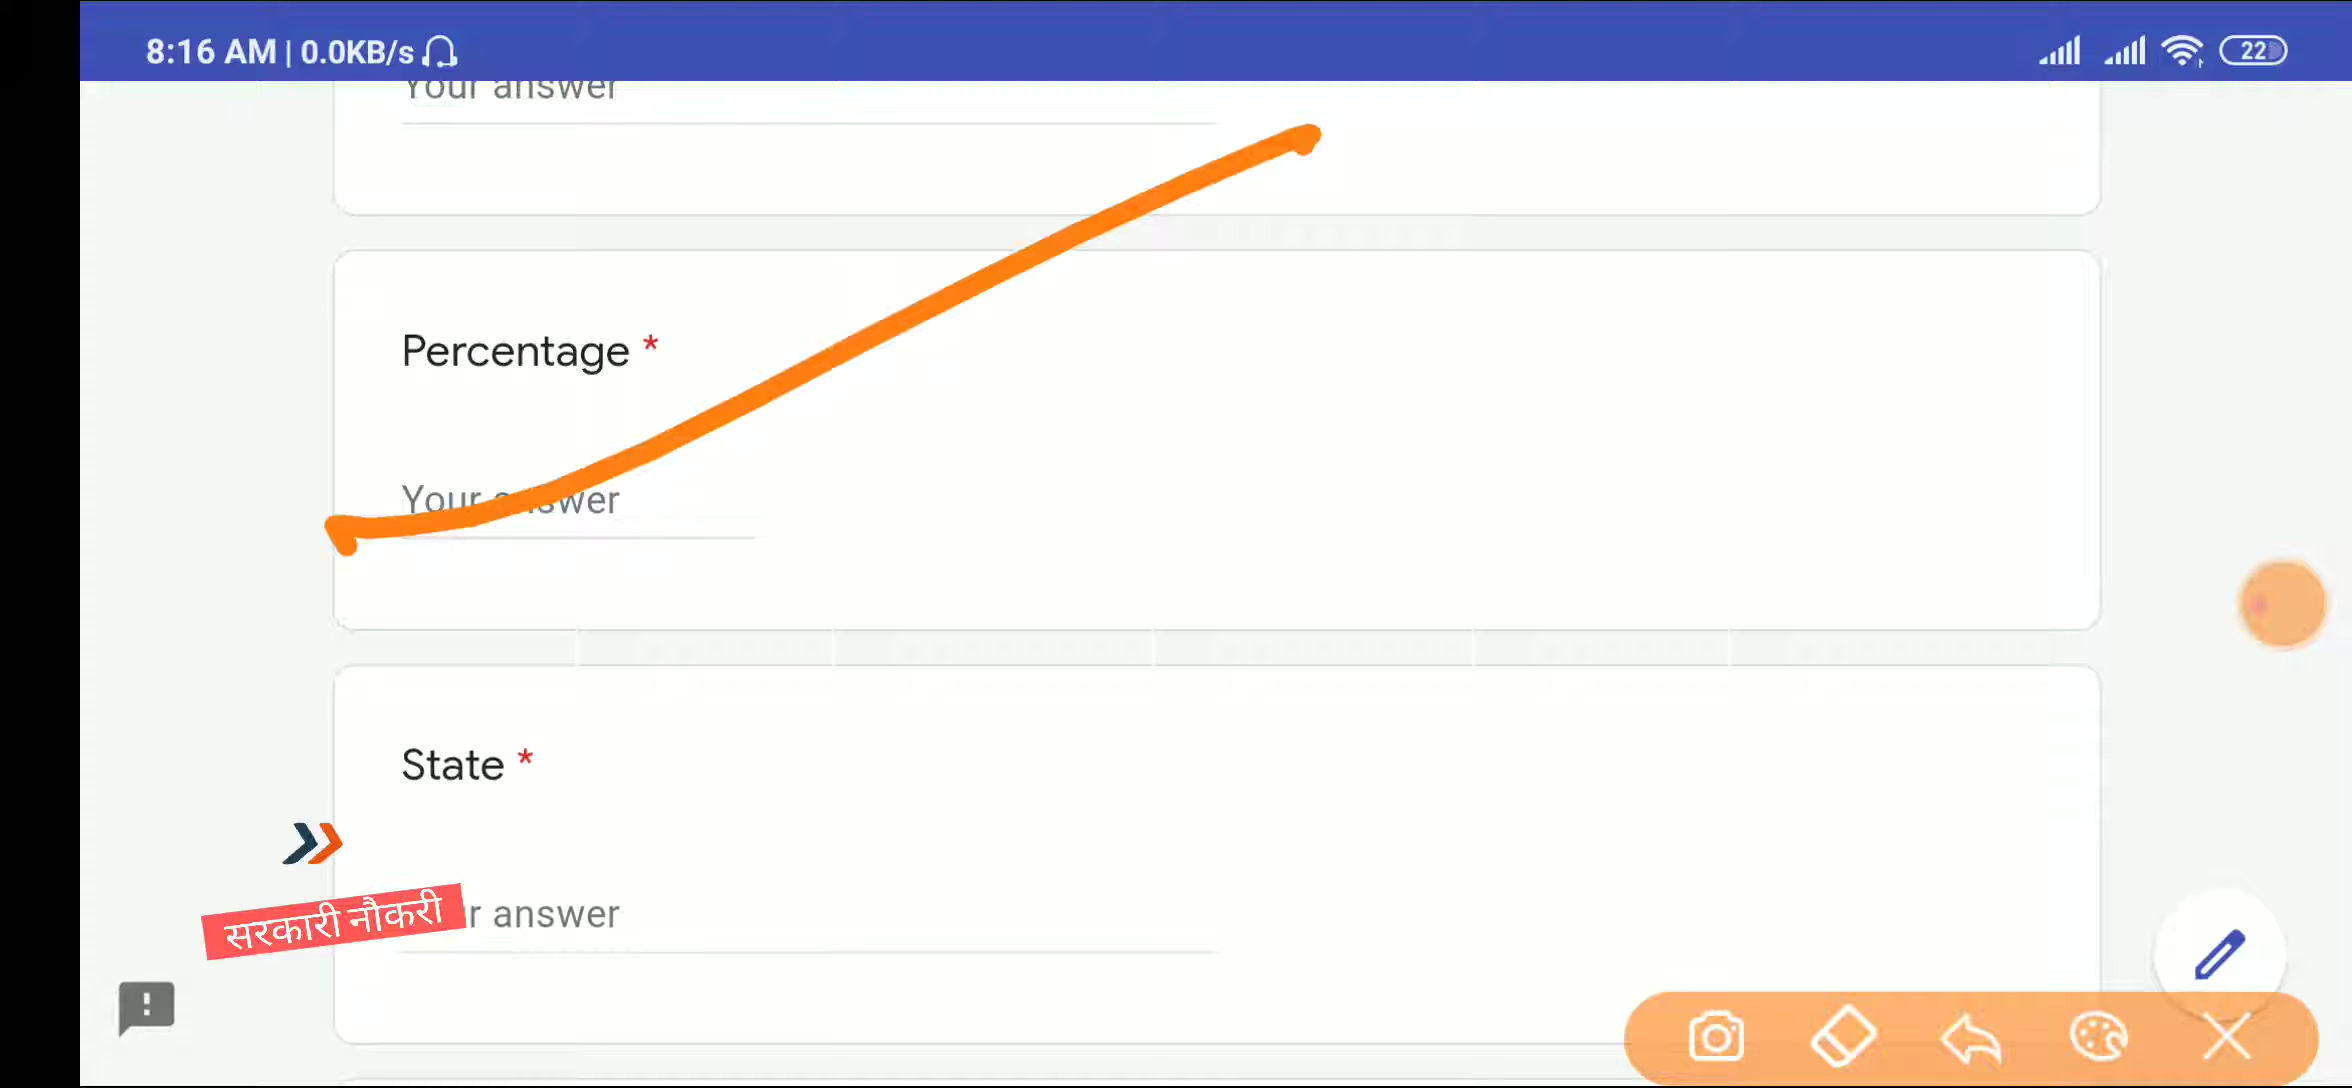 8:16 AM | 0.0KB/s
22
Your answer
Percentage *
Your answer
State *
सरकारी नौकरी
r answer